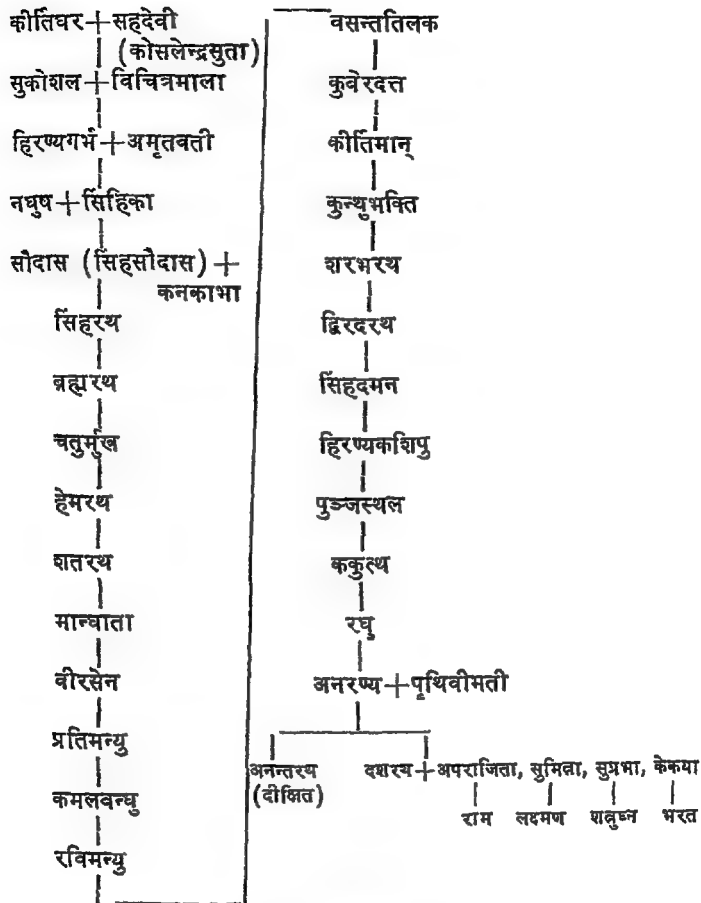 कीर्तिघर + सहदेवी
(कोसलेन्द्रसुता)
सुकोशल + विचित्रमाला
हिरण्यगर्भ + अमृतवती
नघुष + सिंहिका
सौदास (सिंहसौदास) +
कनकाभा
सिंहरथ
ब्रह्मरथ
चतुर्मुख
हेमरथ
शतरथ
मान्धाता
वीरसेन
प्रतिमन्यु
कमलवन्धु
रविमन्यु
वसन्ततिलक
कुवेरदत्त
कीर्तिमान्
कुन्थुभक्ति
शरभरथ
द्विरदरथ
सिंहदमन
हिरण्यकशिपु
पुञ्जस्थल
ककुत्थ
रघु
अनरण्य + पृथिवीमती
अनन्तरथ दशरथ + अपराजिता, सुमित्रा, सुप्रभा, केकया
(दीक्षित) राम लक्ष्मण शत्रुघ्न भरत